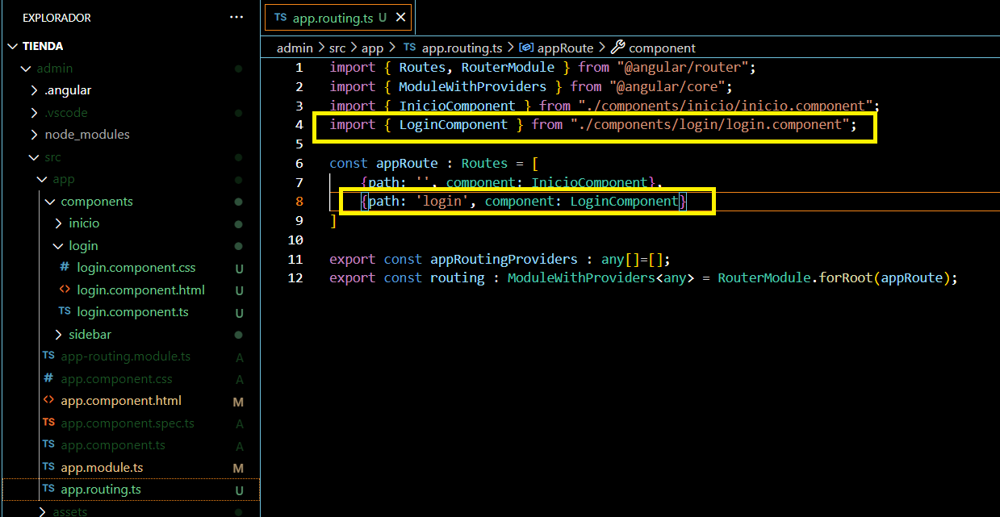 EXPLORADOR ...
TIENDA
admin
.angular
.vscode
node_modules
src
app
components
inicio
login
# login.component.css U
<> login.component.html U
TS login.component.ts U
sidebar
TS app-routing.module.ts A
# app.component.css A
<> app.component.html M
TS app.component.spec.ts A
TS app.component.ts A
TS app.module.ts M
TS app.routing.ts U
assets
TS app.routing.ts U
admin > src > app > TS app.routing.ts > appRoute > component
1 import { Routes, RouterModule } from "@angular/router";
2 import { ModuleWithProviders } from "@angular/core";
3 import { InicioComponent } from "./components/inicio/inicio.component";
4 import { LoginComponent } from "./components/login/login.component";
5
6 const appRoute : Routes = [
7 {path: '', component: InicioComponent},
8 {path: 'login', component: LoginComponent}
9 ]
10
11 export const appRoutingProviders : any[]=[];
12 export const routing : ModuleWithProviders<any> = RouterModule.forRoot(appRoute);